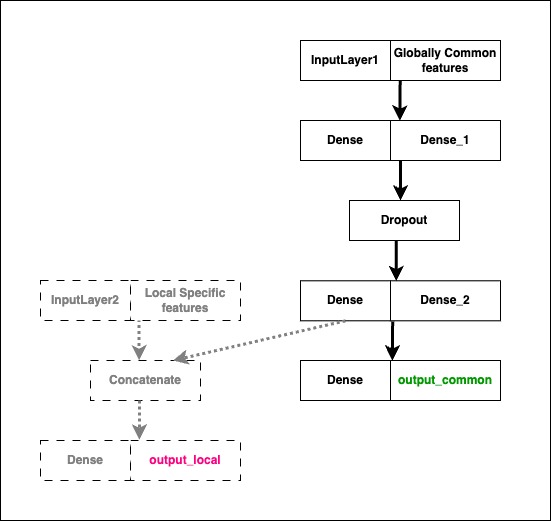 InputLayer1
Globally Common
features
Dense
Dense_1
Dropout
InputLayer2
Local Specific
features
Dense
Dense_2
Concatenate
Dense
output_common
Dense
output_local